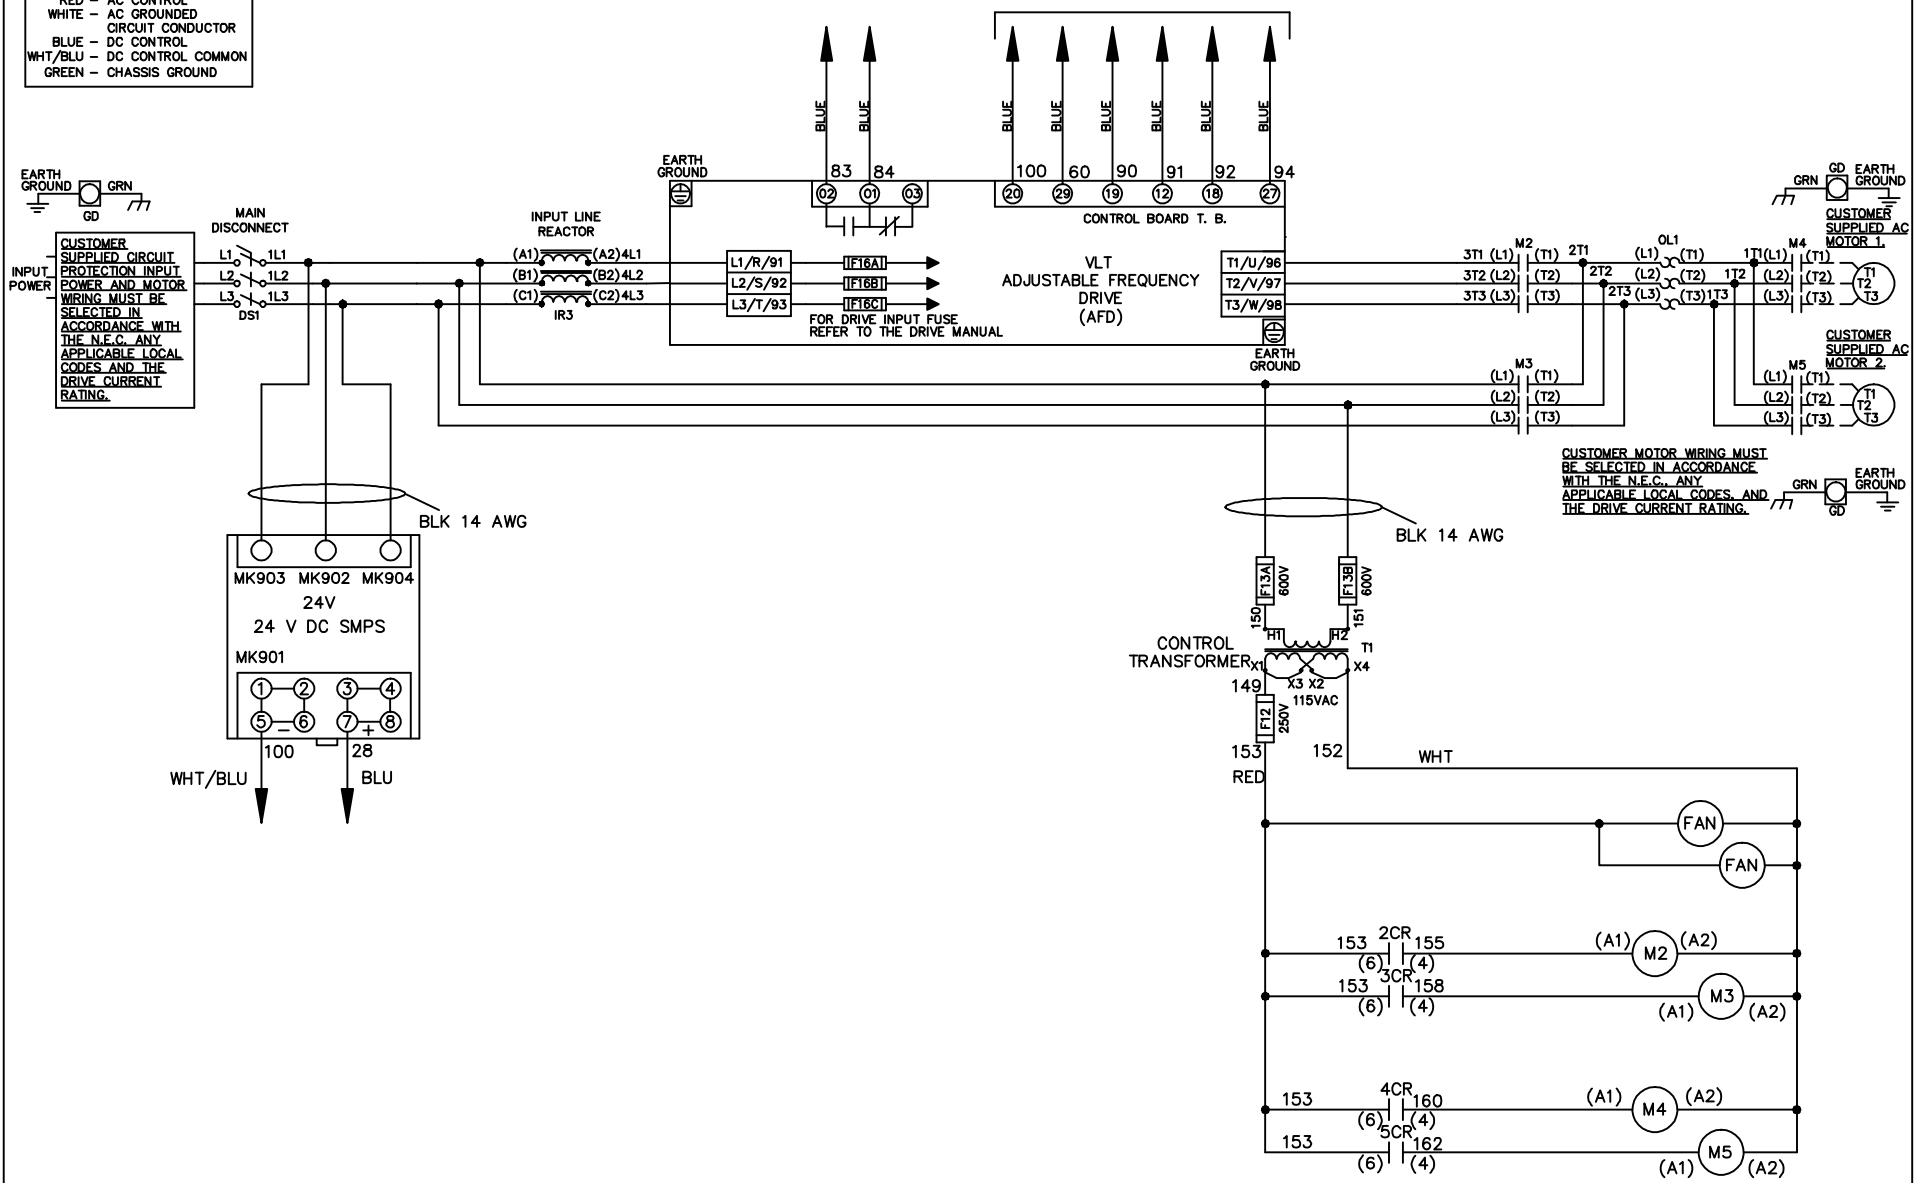 RED – AC CONTROL
WHITE – AC GROUNDED
CIRCUIT CONDUCTOR
BLUE – DC CONTROL
WHT/BLU – DC CONTROL COMMON
GREEN – CHASSIS GROUND
BLUE
BLUE
BLUE
BLUE
BLUE
BLUE
BLUE
BLUE
EARTH
GROUND
GRN
GD
EARTH
GROUND
83 84
02 01 03
100 60 90 91 92 94
20 29 19 12 18 27
CONTROL BOARD T. B.
GRN
GD
EARTH
GROUND
INPUT
POWER
CUSTOMER
SUPPLIED CIRCUIT
PROTECTION INPUT
POWER AND MOTOR
WIRING MUST BE
SELECTED IN
ACCORDANCE WITH
THE N.E.C. ANY
APPLICABLE LOCAL
CODES AND THE
DRIVE CURRENT
RATING.
MAIN
DISCONNECT
L1 1L1
L2 1L2
L3 1L3
DS1
INPUT LINE
REACTOR
(A1) (A2) 4L1
(B1) (B2) 4L2
(C1) (C2) 4L3
IR3
L1/R/91 F16A
L2/S/92 F16B
L3/T/93 F16C
FOR DRIVE INPUT FUSE
REFER TO THE DRIVE MANUAL
VLT
ADJUSTABLE FREQUENCY
DRIVE
(AFD)
T1/U/96
T2/V/97
T3/W/98
EARTH
GROUND
M2
3T1 (L1) (T1) 2T1
3T2 (L2) (T2) 2T2
3T3 (L3) (T3) 2T3
OL1
(L1) (T1) 1T1
(L2) (T2) 1T2
(L3) (T3) 1T3
M4
(L1) (T1)
(L2) (T2)
(L3) (T3)
T1
T2
T3
CUSTOMER
SUPPLIED AC
MOTOR 1.
M3
(L1) (T1)
(L2) (T2)
(L3) (T3)
CUSTOMER
SUPPLIED AC
MOTOR 2.
M5
(L1) (T1)
(L2) (T2)
(L3) (T3)
T1
T2
T3
CUSTOMER MOTOR WIRING MUST
BE SELECTED IN ACCORDANCE
WITH THE N.E.C., ANY
APPLICABLE LOCAL CODES, AND
THE DRIVE CURRENT RATING.
GRN
GD
EARTH
GROUND
BLK 14 AWG
BLK 14 AWG
MK903 MK902 MK904
24V
24 V DC SMPS
MK901
1 2 3 4
5 6 7 8
– +
100 28
WHT/BLU BLU
F13A 600V
F13B 600V
150 151
H1 H2
T1
CONTROL
TRANSFORMER
X1 X4
X3 X2
115VAC
149
F12 250V
153 152
RED
WHT
FAN
FAN
2CR
153 155 (A1) M2 (A2)
(6) (4)
3CR
153 158 M3
(6) (4) (A1) (A2)
4CR
153 160 (A1) M4 (A2)
(6) (4)
5CR
153 162 M5
(6) (4) (A1) (A2)